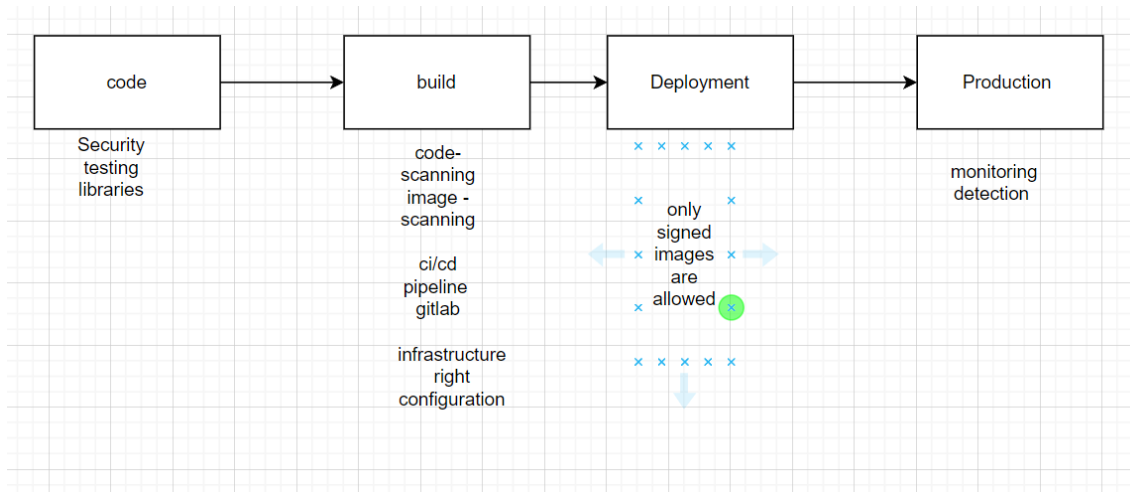 code
build
Deployment
Production
Security
testing
libraries
code-
scanning
image -
scanning
ci/cd
pipeline
gitlab
infrastructure
right
configuration
only
signed
images
are
allowed
monitoring
detection